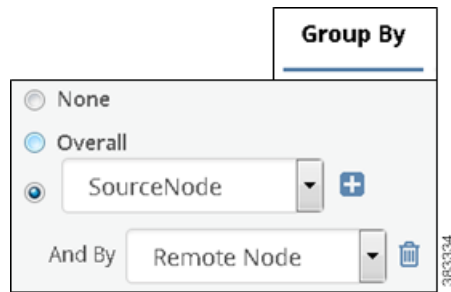 Group By
None
Overall
SourceNode
And By Remote Node
383334